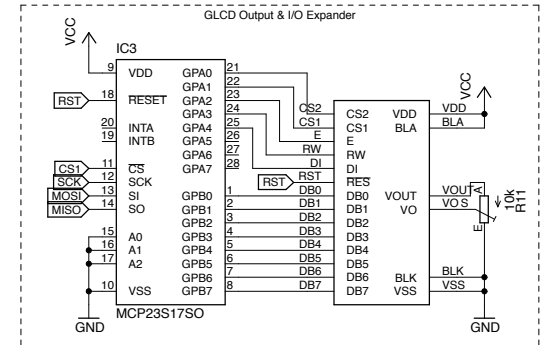 GLCD Output & I/O Expander
VCC
IC3
9 VDD GPA0 21
GPA1 22
RST 18 RESET GPA2 23
GPA3 24
20 INTA GPA4 25
19 INTB GPA5 26
GPA6 27
CS1 11 CS GPA7 28
SCK 12 SCK
MOSI 13 SI GPB0 1
MISO 14 SO GPB1 2
GPB2 3
15 A0 GPB3 4
16 A1 GPB4 5
17 A2 GPB5 6
GPB6 7
10 VSS GPB7 8
MCP23S17SO
GND
VCC
CS2 CS2 VDD VDD
CS1 CS1 BLA BLA
E E
RW RW
DI DI
RST RST RES
DB0 DB0 VOUT VOUT
DB1 DB1 VO VO
DB2 DB2
DB3 DB3
DB4 DB4
DB5 DB5
DB6 DB6 BLK BLK
DB7 DB7 VSS VSS
A
S
E
10k
R11
GND